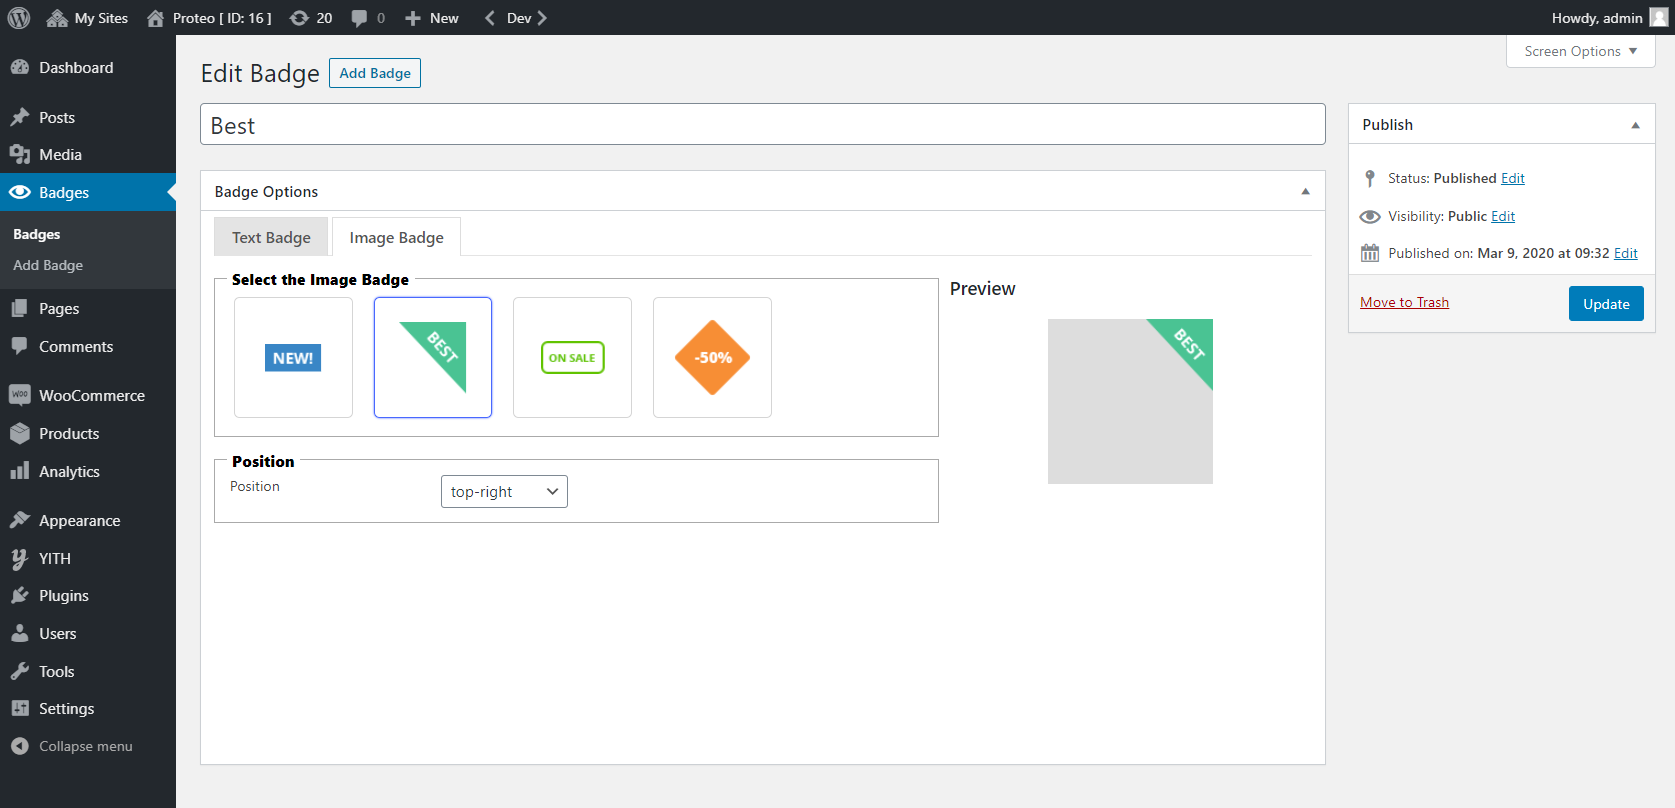 My Sites
Proteo [ ID: 16 ]
20
0
New
Dev
Howdy, admin
Screen Options
Dashboard
Posts
Media
Badges
Badges
Add Badge
Pages
Comments
WOO
WooCommerce
Products
Analytics
Appearance
YITH
Plugins
Users
Tools
Settings
Collapse menu
Edit Badge
Add Badge
Best
Badge Options
Text Badge
Image Badge
Select the Image Badge
NEW!
BEST
ON SALE
-50%
Position
Position
top-right
Preview
BEST
Publish
Status: Published Edit
Visibility: Public Edit
Published on: Mar 9, 2020 at 09:32 Edit
Move to Trash
Update